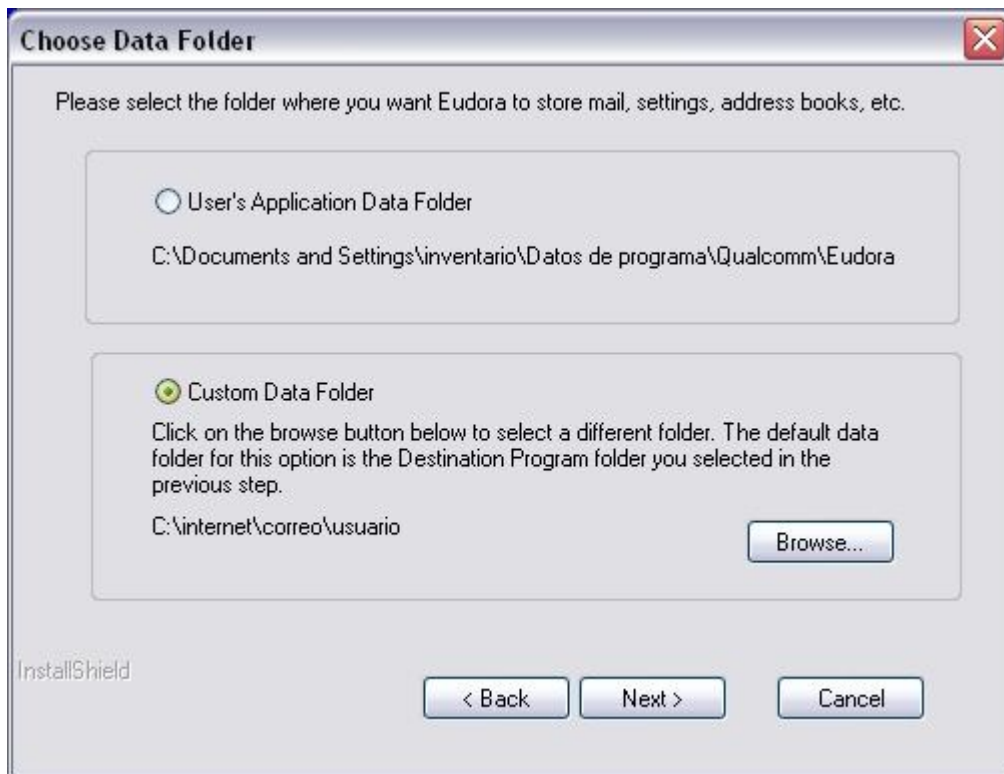 Choose Data Folder
Please select the folder where you want Eudora to store mail, settings, address books, etc.
User's Application Data Folder
C:\Documents and Settings\inventario\Datos de programa\Qualcomm\Eudora
Custom Data Folder
Click on the browse button below to select a different folder. The default data
folder for this option is the Destination Program folder you selected in the
previous step.
C:\internet\correo\usuario
Browse...
InstallShield
< Back
Next >
Cancel